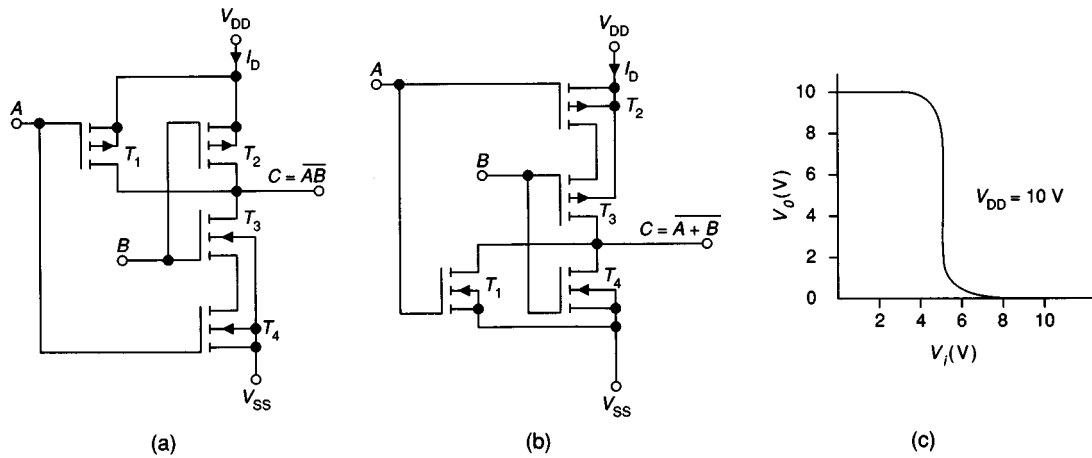 V_DD
I_D
A
T_1
T_2
C = \overline{AB}
T_3
B
T_4
V_SS
(a)
V_DD
A
I_D
T_2
B
T_3
C = \overline{A + B}
T_1
T_4
V_SS
(b)
10
8
6
4
2
0
V_0(V)
V_DD = 10 V
2 4 6 8 10
V_i(V)
(c)